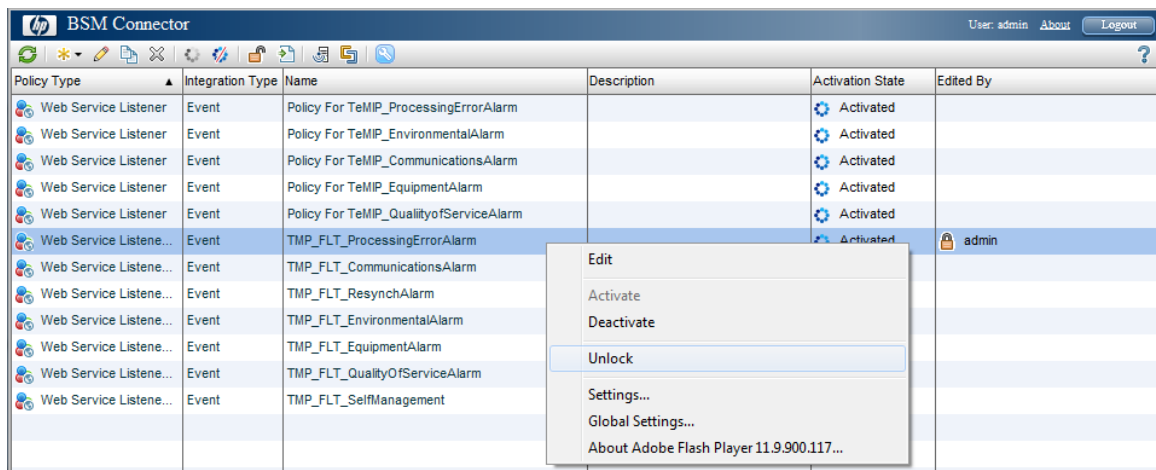 hp BSM Connector User: admin About Logout
?
Policy Type Integration Type Name Description Activation State Edited By
Web Service Listener Event Policy For TeMIP_ProcessingErrorAlarm Activated
Web Service Listener Event Policy For TeMIP_EnvironmentalAlarm Activated
Web Service Listener Event Policy For TeMIP_CommunicationsAlarm Activated
Web Service Listener Event Policy For TeMIP_EquipmentAlarm Activated
Web Service Listener Event Policy For TeMIP_QualiityofServiceAlarm Activated
Web Service Listene... Event TMP_FLT_ProcessingErrorAlarm Activated admin
Edit
Web Service Listene... Event TMP_FLT_CommunicationsAlarm
Web Service Listene... Event TMP_FLT_ResynchAlarm
Activate
Web Service Listene... Event TMP_FLT_EnvironmentalAlarm
Deactivate
Web Service Listene... Event TMP_FLT_EquipmentAlarm
Unlock
Web Service Listene... Event TMP_FLT_QualityOfServiceAlarm
Web Service Listene... Event TMP_FLT_SelfManagement
Settings...
Global Settings...
About Adobe Flash Player 11.9.900.117...